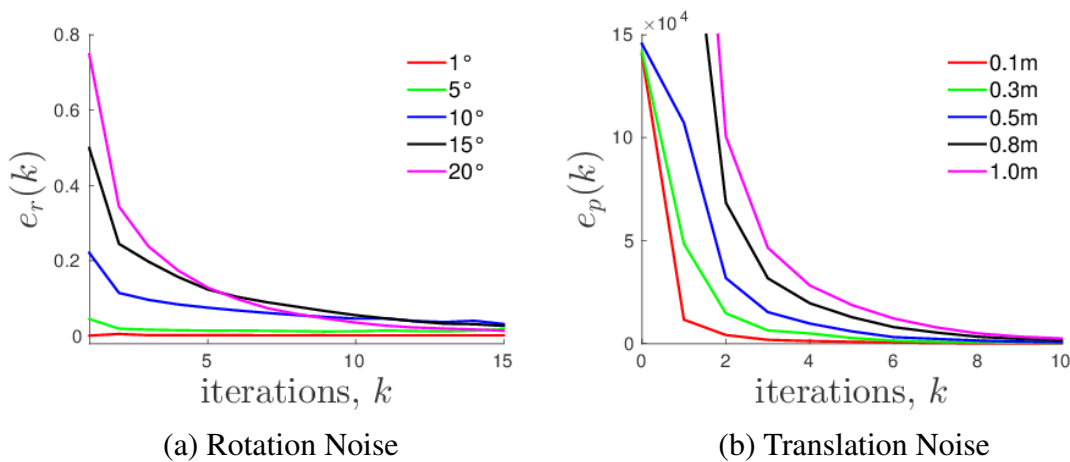 0.8
0.6
0.4
0.2
0
e_r(k)
1°
5°
10°
15°
20°
5
10
15
iterations, k
(a) Rotation Noise
×10^4
15
10
5
0
e_p(k)
0.1m
0.3m
0.5m
0.8m
1.0m
0
2
4
6
8
10
iterations, k
(b) Translation Noise